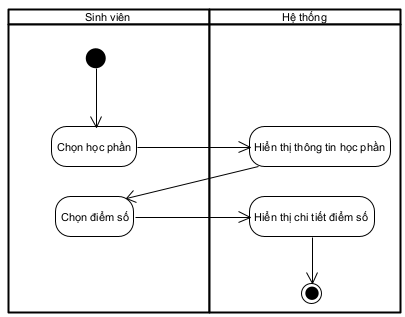 Sinh viên
Hệ thống
Chọn học phần
Hiển thị thông tin học phần
Chọn điểm số
Hiển thị chi tiết điểm số